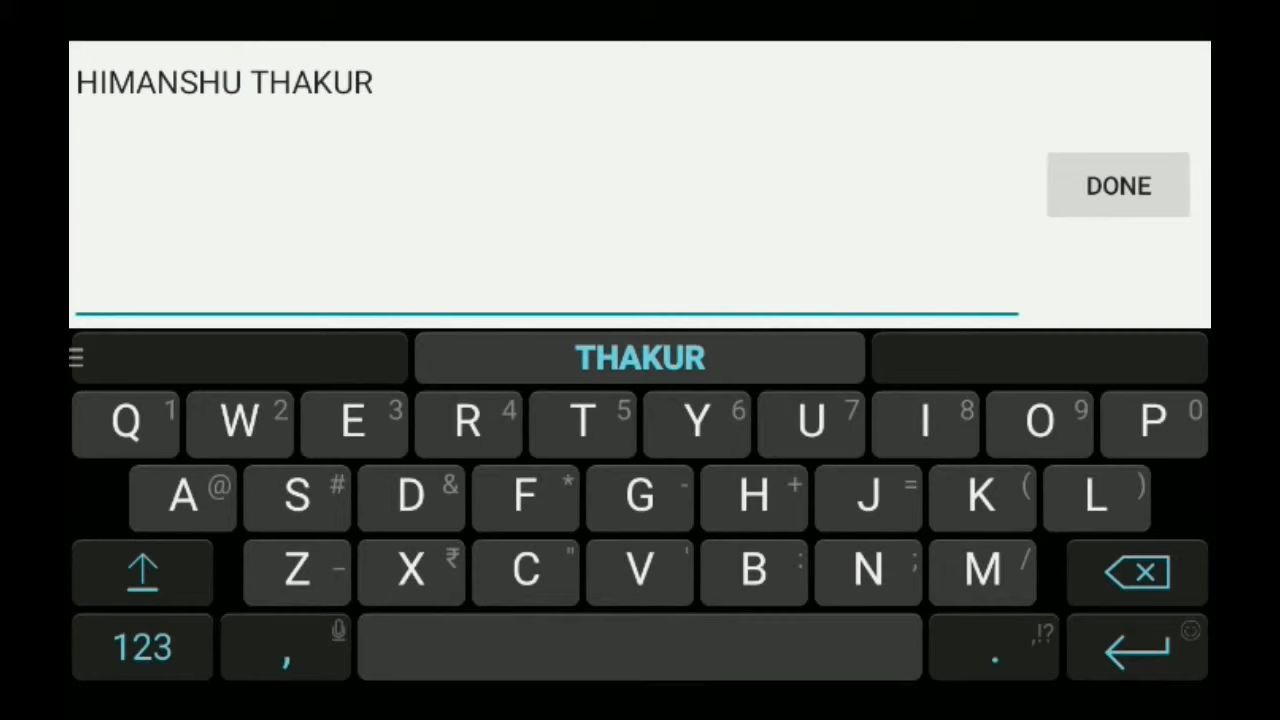 HIMANSHU THAKUR
DONE
THAKUR
Q 1 W 2 E 3 R 4 T 5 Y 6 U 7 I 8 O 9 P 0
A @ S # D & F * G - H + J = K ( L )
Z _ X ₹ C " V ' B : N ; M /
123 , . ,!?